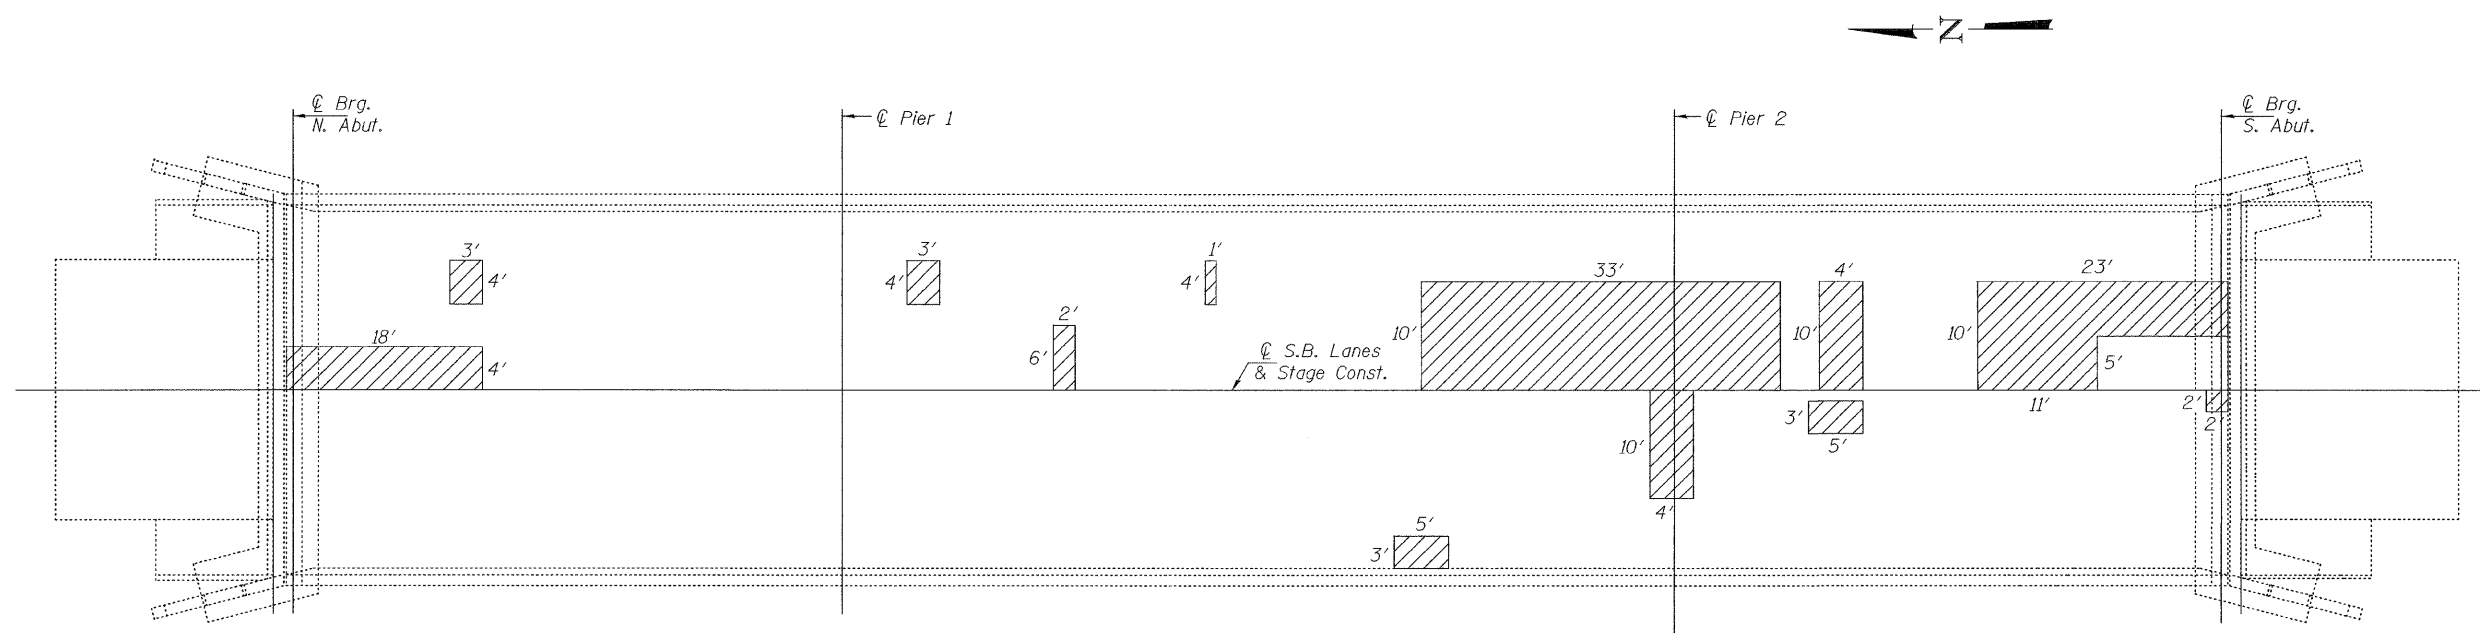 N
℄ Brg.
N. Abut.
℄ Pier 1
℄ Pier 2
℄ Brg.
S. Abut.
3'
4'
18'
4'
3'
4'
2'
6'
1'
4'
℄ S.B. Lanes
& Stage Const.
33'
10'
4'
10'
23'
10'
5'
11'
2'
2'
3'
5'
10'
4'
5'
3'